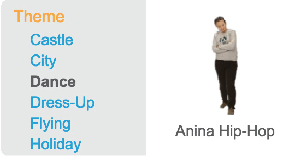 Theme
Castle
City
Dance
Dress-Up
Flying
Holiday
Anina Hip-Hop